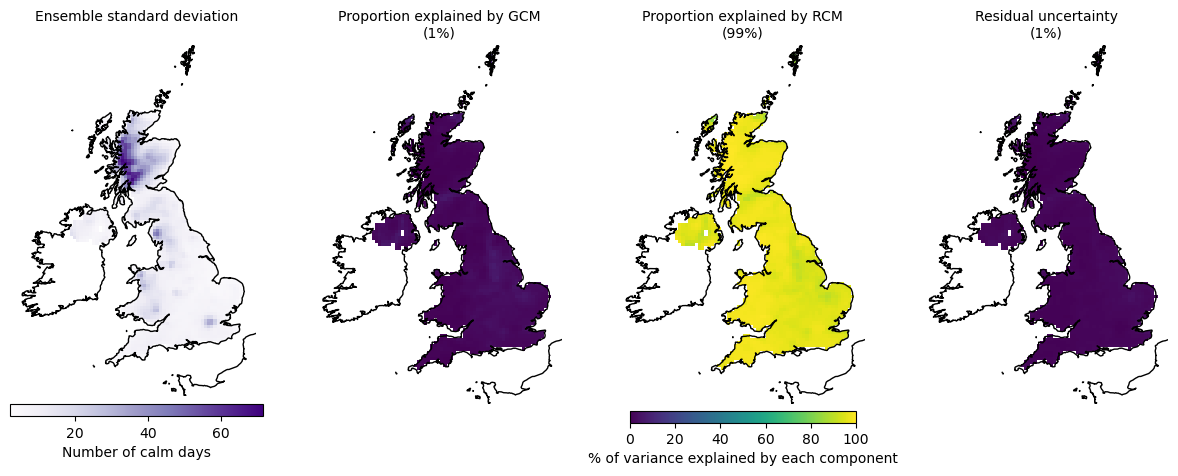 Ensemble standard deviation
Proportion explained by GCM
(1%)
Proportion explained by RCM
(99%)
Residual uncertainty
(1%)
20 40 60
Number of calm days
0 20 40 60 80 100
% of variance explained by each component